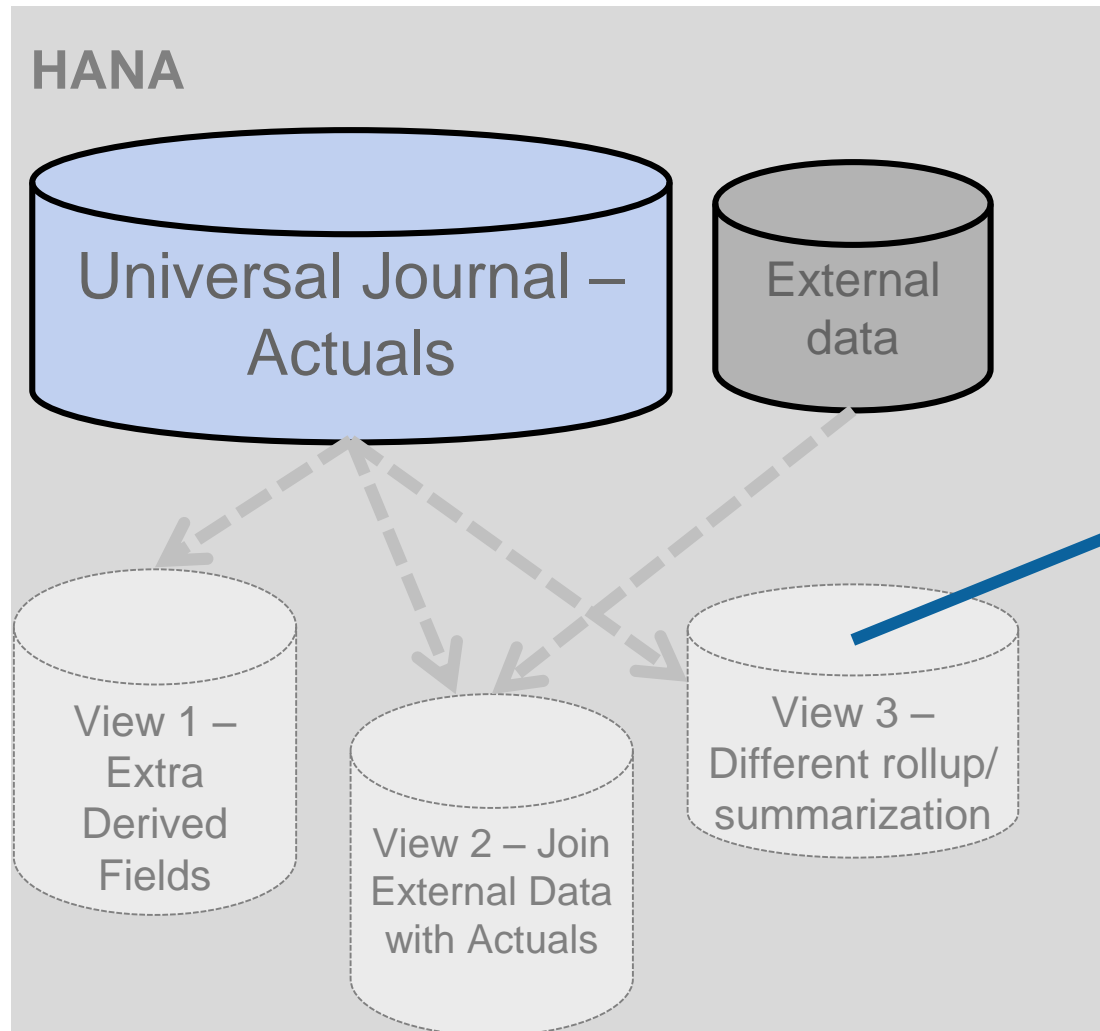 HANA
Universal Journal –
Actuals
External
data
View 1 –
Extra
Derived
Fields
View 2 – Join
External Data
with Actuals
View 3 –
Different rollup/
summarization